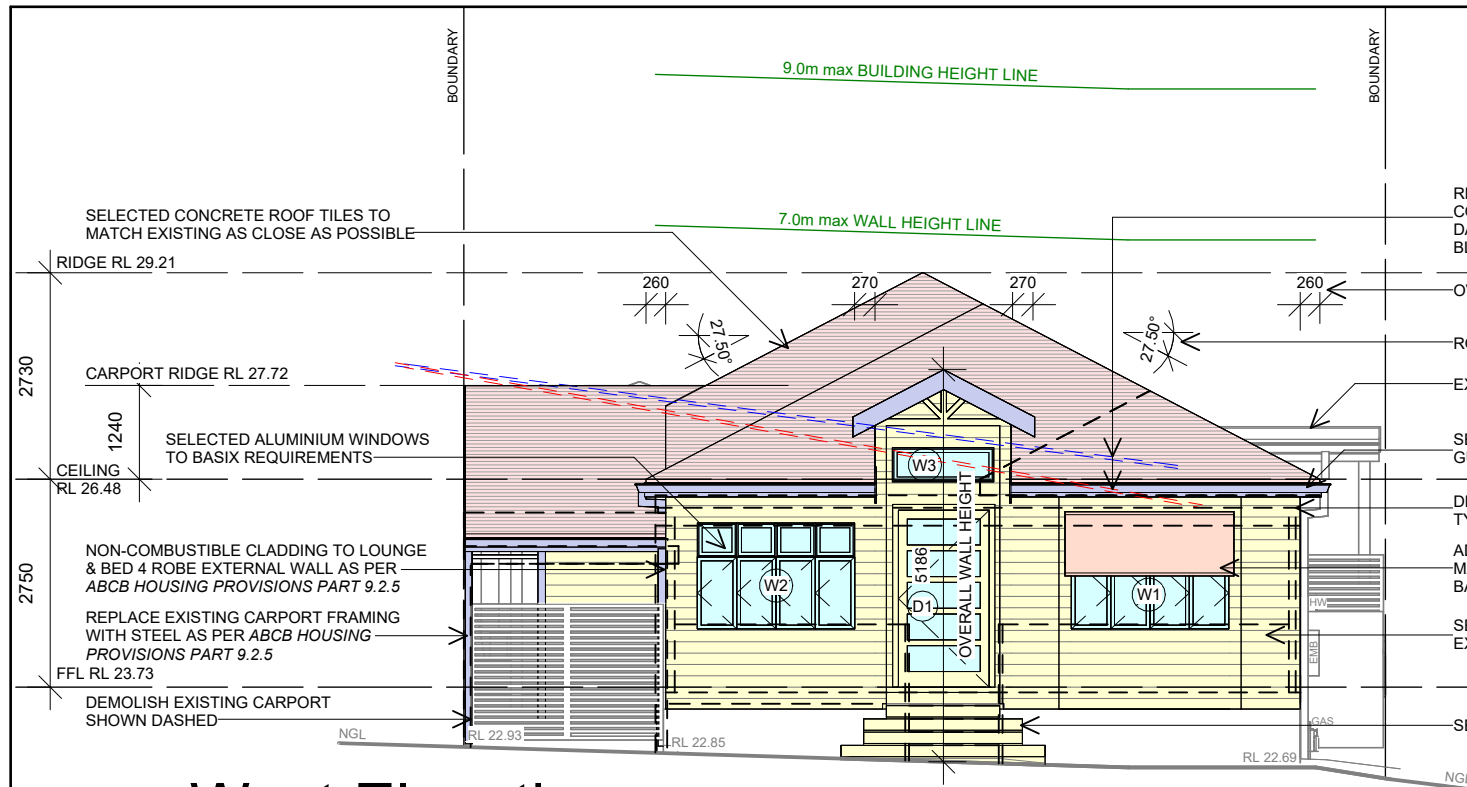 BOUNDARY
BOUNDARY
9.0m max BUILDING HEIGHT LINE
7.0m max WALL HEIGHT LINE
SELECTED CONCRETE ROOF TILES TO
MATCH EXISTING AS CLOSE AS POSSIBLE
RIDGE RL 29.21
260
270
270
260
27.50°
27.50°
2730
CARPORT RIDGE RL 27.72
1240
SELECTED ALUMINIUM WINDOWS
TO BASIX REQUIREMENTS
CEILING
RL 26.48
W3
OVERALL WALL HEIGHT
5186
W2
D1
W1
NON-COMBUSTIBLE CLADDING TO LOUNGE
& BED 4 ROBE EXTERNAL WALL AS PER
ABCB HOUSING PROVISIONS PART 9.2.5
2750
REPLACE EXISTING CARPORT FRAMING
WITH STEEL AS PER ABCB HOUSING
PROVISIONS PART 9.2.5
FFL RL 23.73
DEMOLISH EXISTING CARPORT
SHOWN DASHED
HW
EMB
GAS
NGL
RL 22.93
RL 22.85
RL 22.69